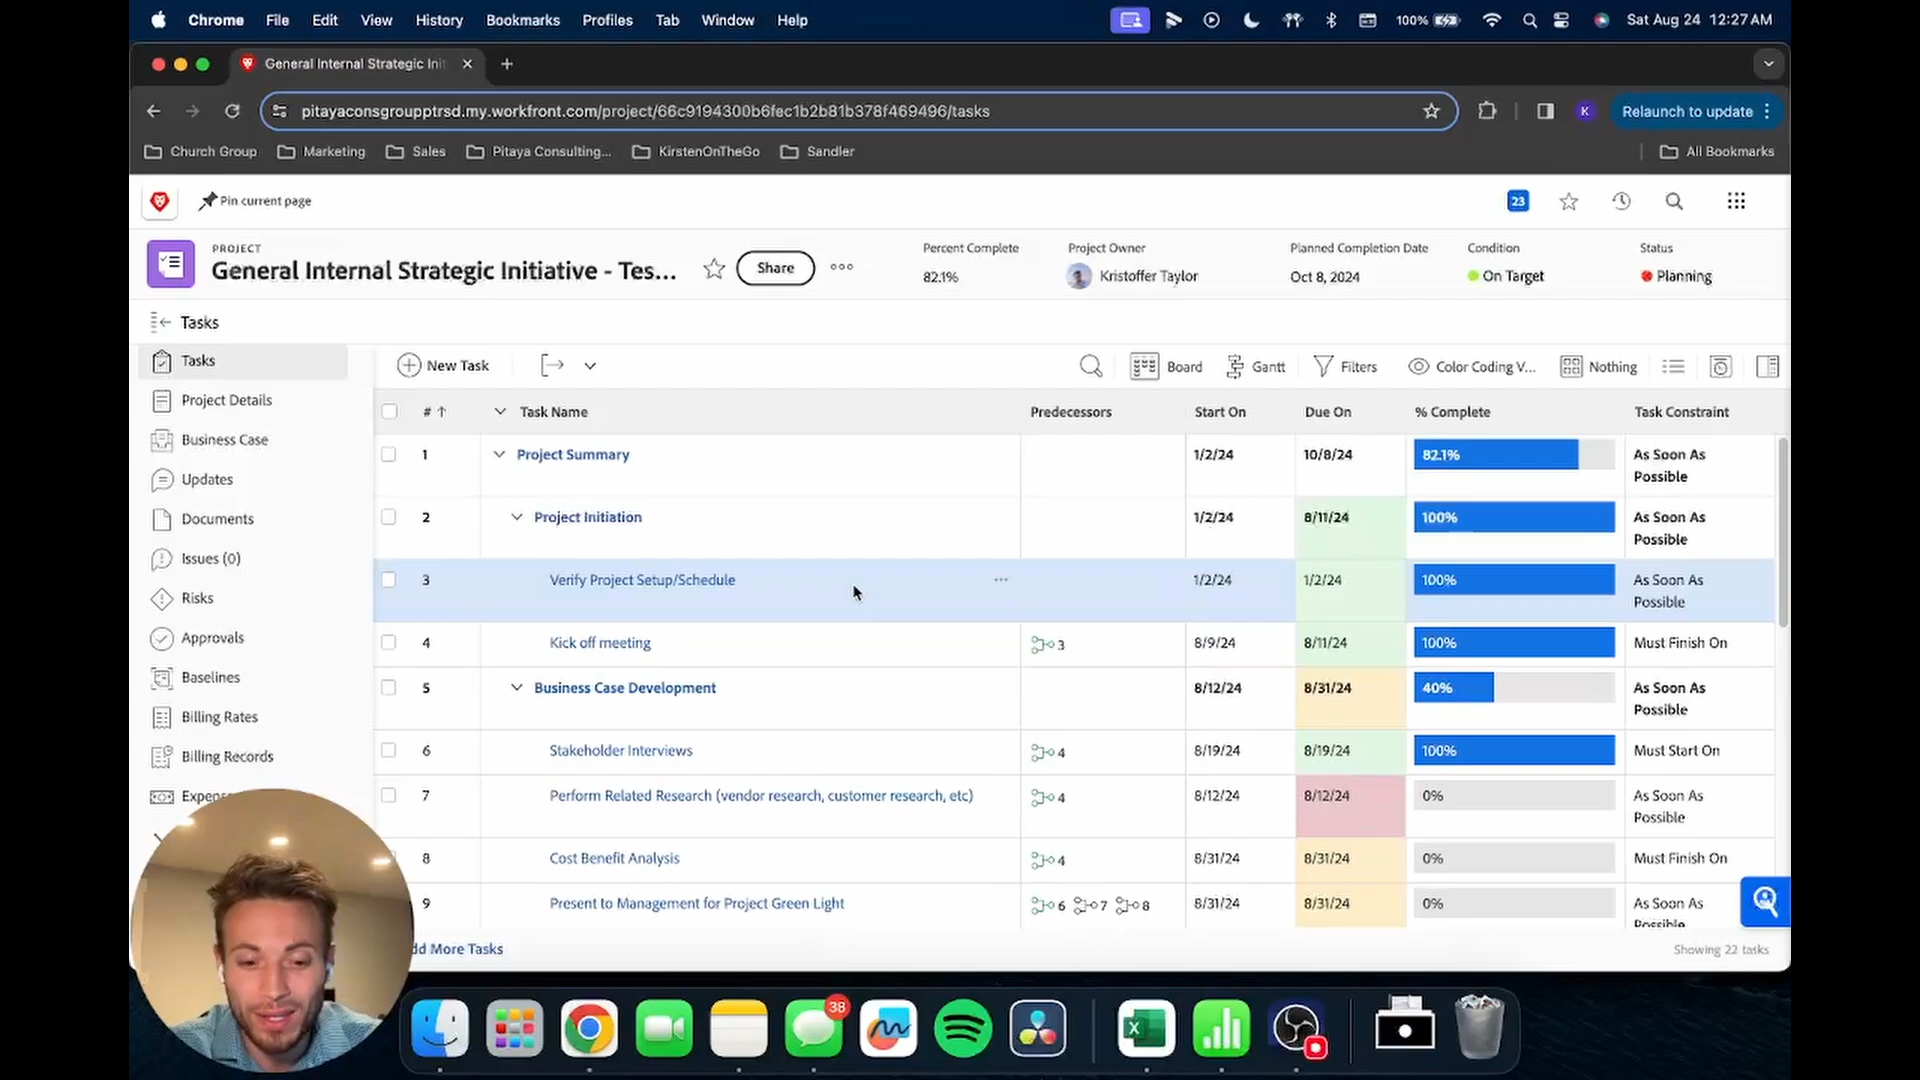 Chrome File Edit View History Bookmarks Profiles Tab Window Help 100% Sat Aug 24 12:27 AM
General Internal Strategic Ini
pitayaconsgroupptrsd.my.workfront.com/project/66c9194300b6fec1b2b81b378f469496/tasks K Relaunch to update
Church Group Marketing Sales Pitaya Consulting... KirstenOnTheGo Sandler All Bookmarks
Pin current page 23
PROJECT Percent Complete Project Owner Planned Completion Date Condition Status
General Internal Strategic Initiative - Tes... Share 82.1% Kristoffer Taylor Oct 8, 2024 On Target Planning
Tasks
Tasks New Task Board Gantt Filters Color Coding V... Nothing
Project Details
Business Case
Updates
Documents
Issues (0)
Risks
Approvals
Baselines
Billing Rates
Billing Records
# Task Name Predecessors Start On Due On % Complete Task Constraint
1 Project Summary 1/2/24 10/8/24 82.1% As Soon As
Possible
2 Project Initiation 1/2/24 8/11/24 100% As Soon As
Possible
3 Verify Project Setup/Schedule 1/2/24 1/2/24 100% As Soon As
Possible
4 Kick off meeting 3 8/9/24 8/11/24 100% Must Finish On
5 Business Case Development 8/12/24 8/31/24 40% As Soon As
Possible
6 Stakeholder Interviews 4 8/19/24 8/19/24 100% Must Start On
7 Perform Related Research (vendor research, customer research, etc) 4 8/12/24 8/12/24 0% As Soon As
Possible
8 Cost Benefit Analysis 4 8/31/24 8/31/24 0% Must Finish On
9 Present to Management for Project Green Light 6 7 8 8/31/24 8/31/24 0% As Soon As
Possible
dd More Tasks Showing 22 tasks
38